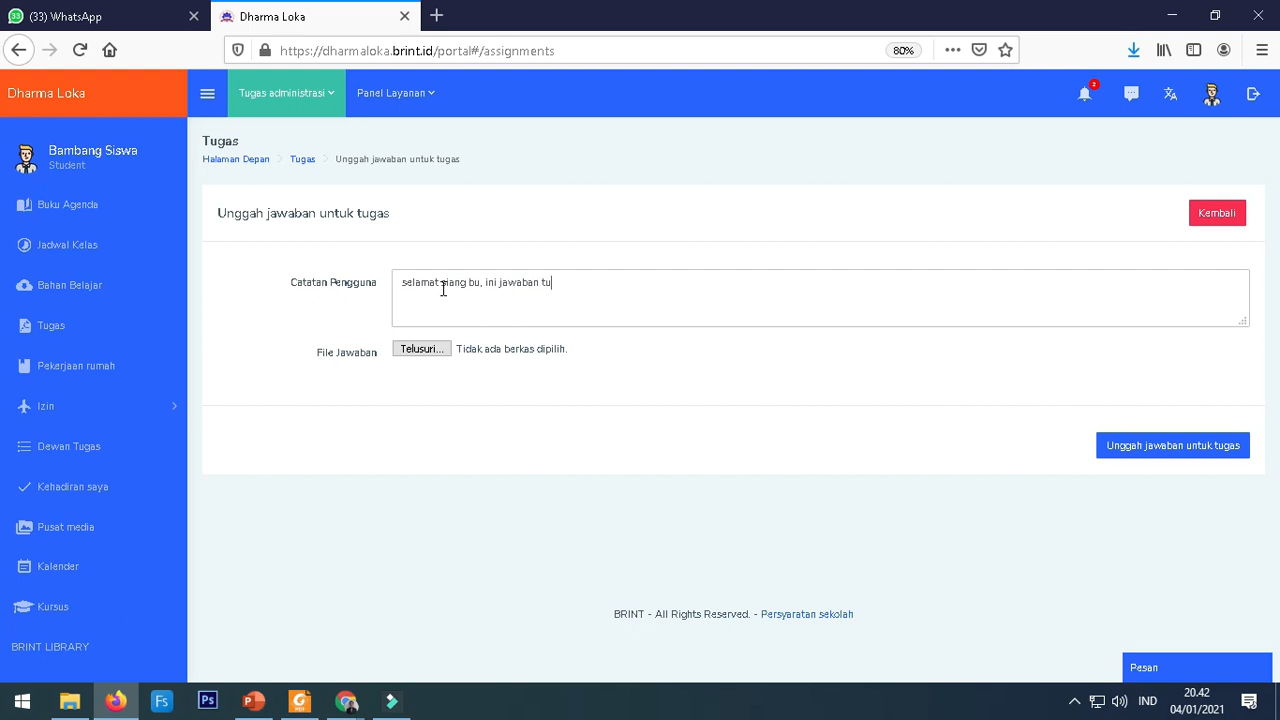 (33) WhatsApp
Dharma Loka
https://dharmaloka.brint.id/portal#/assignments
80%
Dharma Loka
Tugas administrasi
Panel Layanan
2
Bambang Siswa
Student
Buku Agenda
Jadwal Kelas
Bahan Belajar
Tugas
Pekerjaan rumah
Izin
Dewan Tugas
Kehadiran saya
Pusat media
Kalender
Kursus
BRINT LIBRARY
Tugas
Halaman Depan
Tugas
Unggah jawaban untuk tugas
Unggah jawaban untuk tugas
Kembali
Catatan Pengguna
selamat siang bu, ini jawaban tu
File Jawaban
Telusuri...
Tidak ada berkas dipilih.
Unggah jawaban untuk tugas
BRINT - All Rights Reserved. - Persyaratan sekolah
Pesan
Fs
Ps
IND
20.42
04/01/2021